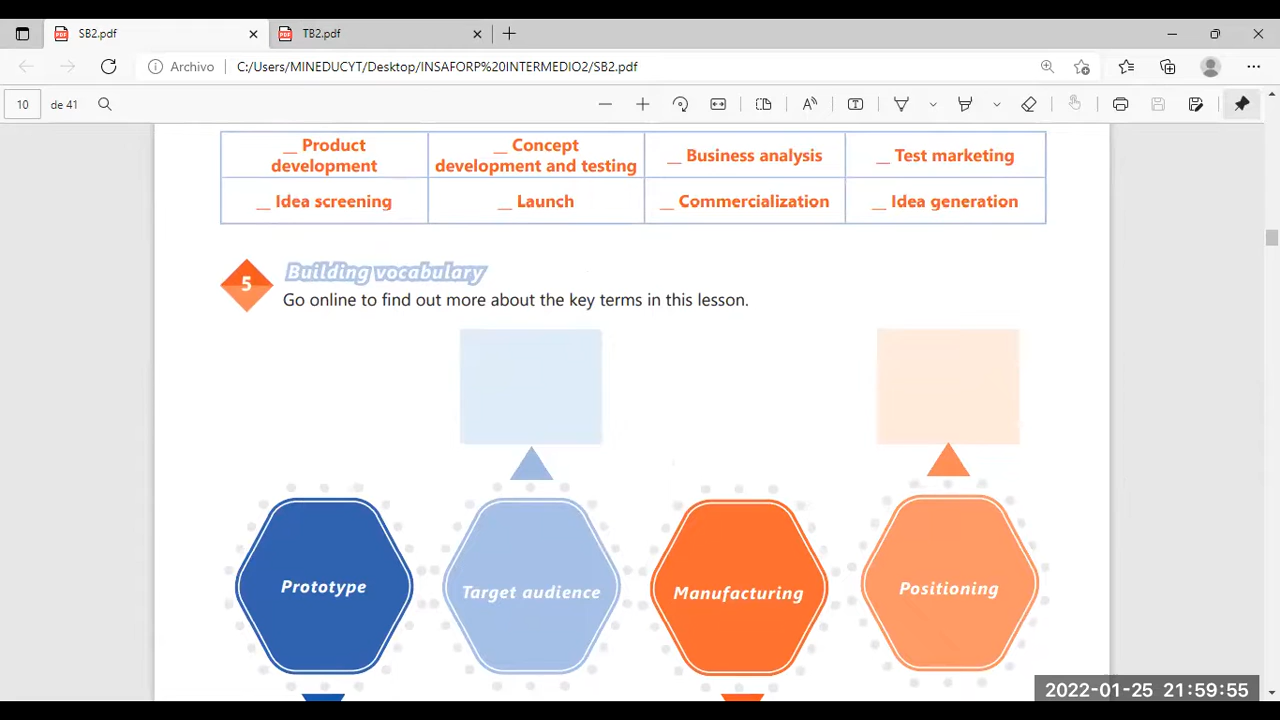 SB2.pdf
TB2.pdf
Archivo
C:/Users/MINEDUCYT/Desktop/INSAFORP%20INTERMEDIO2/SB2.pdf
10
de 41
__ Product development
__ Concept development and testing
__ Business analysis
__ Test marketing
__ Idea screening
__ Launch
__ Commercialization
__ Idea generation
5
Building vocabulary
Go online to find out more about the key terms in this lesson.
Prototype
Target audience
Manufacturing
Positioning
2022-01-25 21:59:55